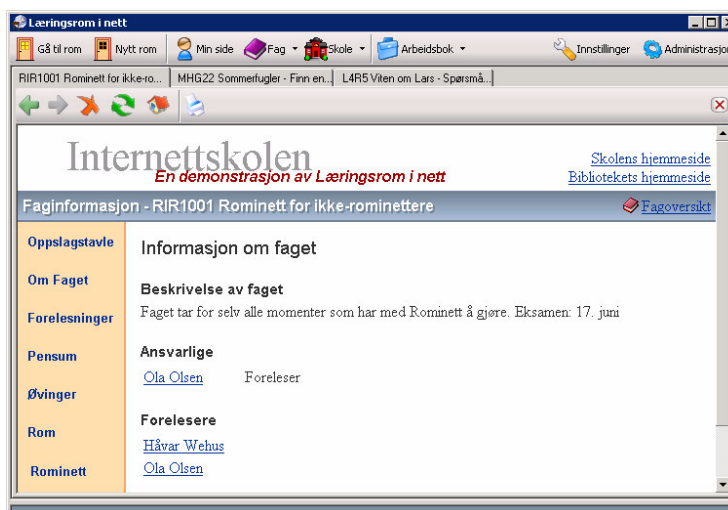 Læringsrom i nett
Gå til rom Nytt rom Min side Fag Skole Arbeidsbok Innstillinger Administrasjon
RIR1001 Rominett for ikke-ro... MHG22 Sommerfugler - Finn en... L4R5 Viten om Lars - Spørsmå...
Internettskolen
En demonstrasjon av Læringsrom i nett
Skolens hjemmeside
Bibliotekets hjemmeside
Faginformasjon - RIR1001 Rominett for ikke-rominettere Fagoversikt
Oppslagstavle
Om Faget
Forelesninger
Pensum
Øvinger
Rom
Rominett
Informasjon om faget
Beskrivelse av faget
Faget tar for selv alle momenter som har med Rominett å gjøre. Eksamen: 17. juni
Ansvarlige
Ola Olsen Foreleser
Forelesere
Håvar Wehus
Ola Olsen